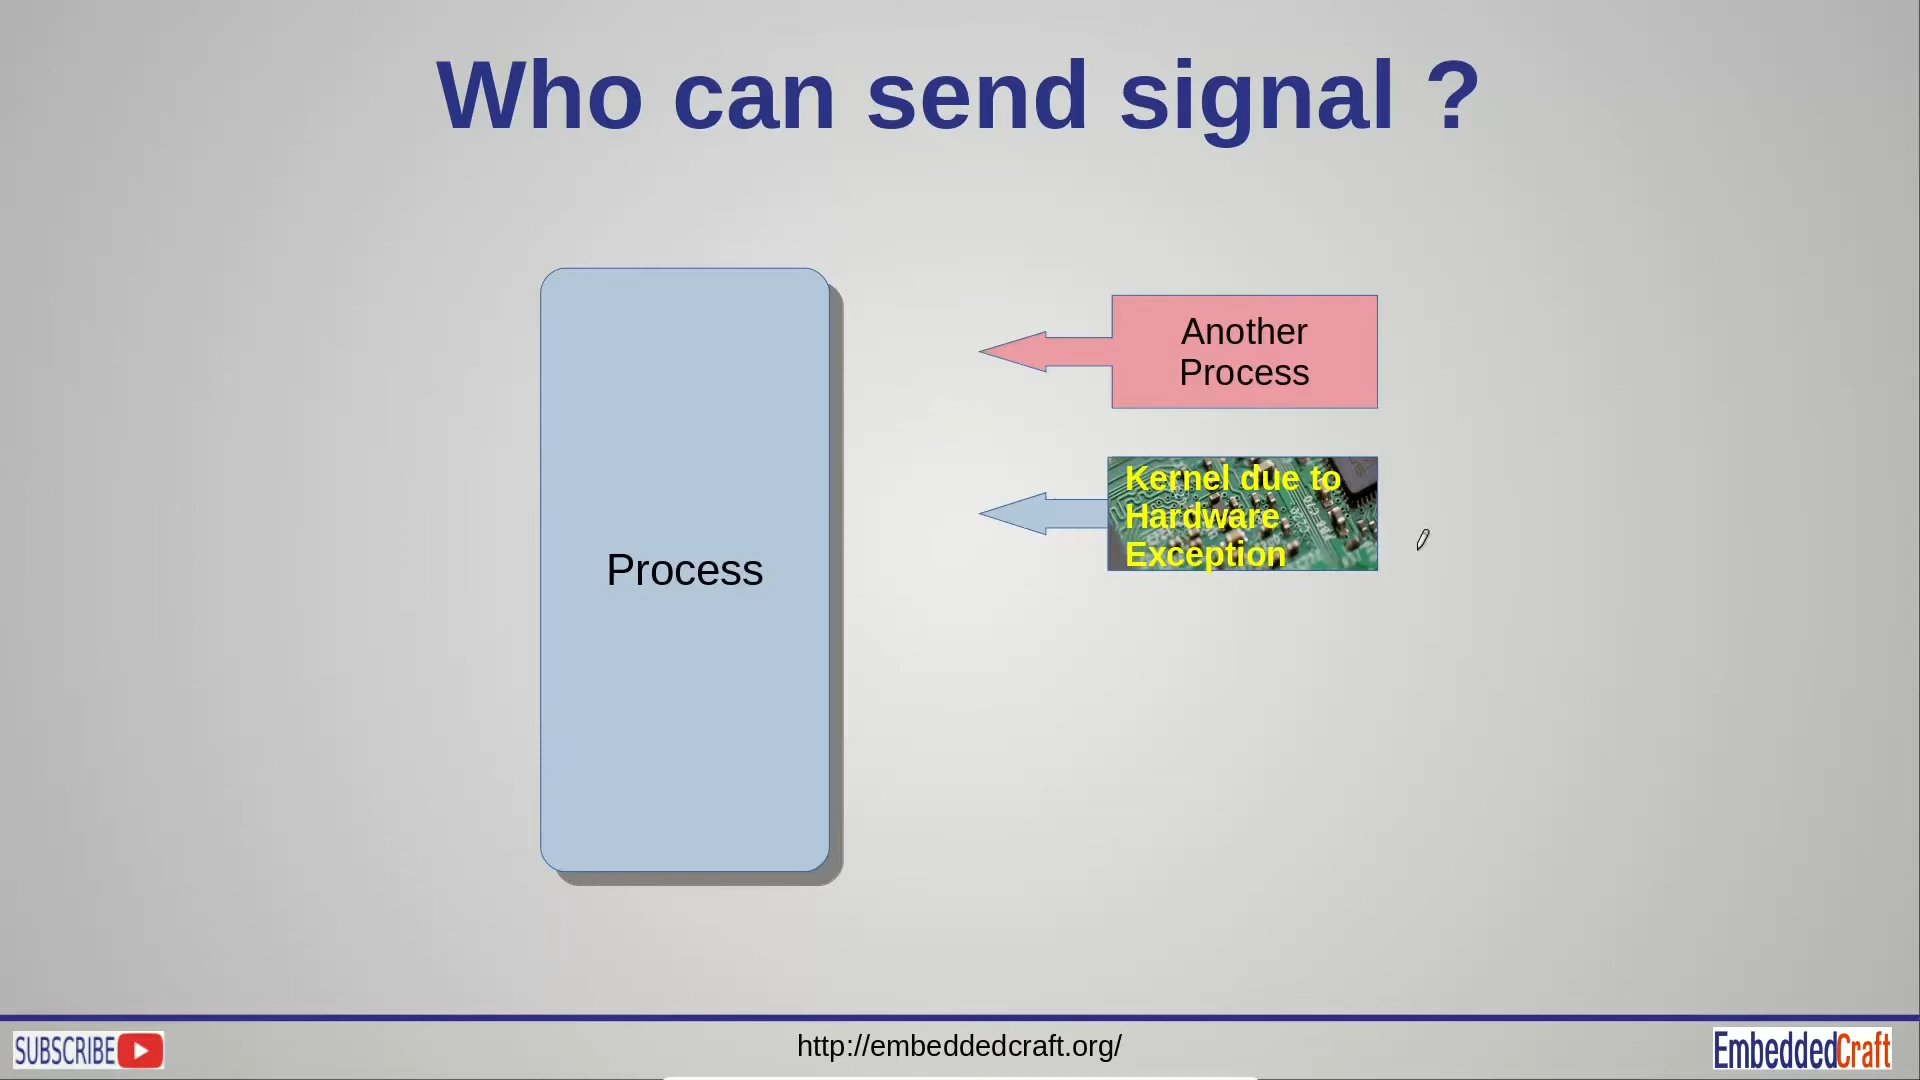 Who can send signal ?
Another
Process
Kernel due to
Hardware
Exception
Process
SUBSCRIBE
http://embeddedcraft.org/
EmbeddedCraft